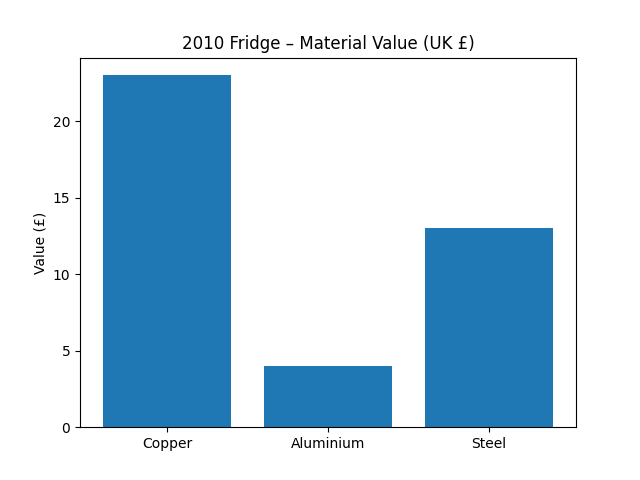 2010 Fridge – Material Value (UK £)
Value (£)
20
15
10
5
0
Copper Aluminium Steel